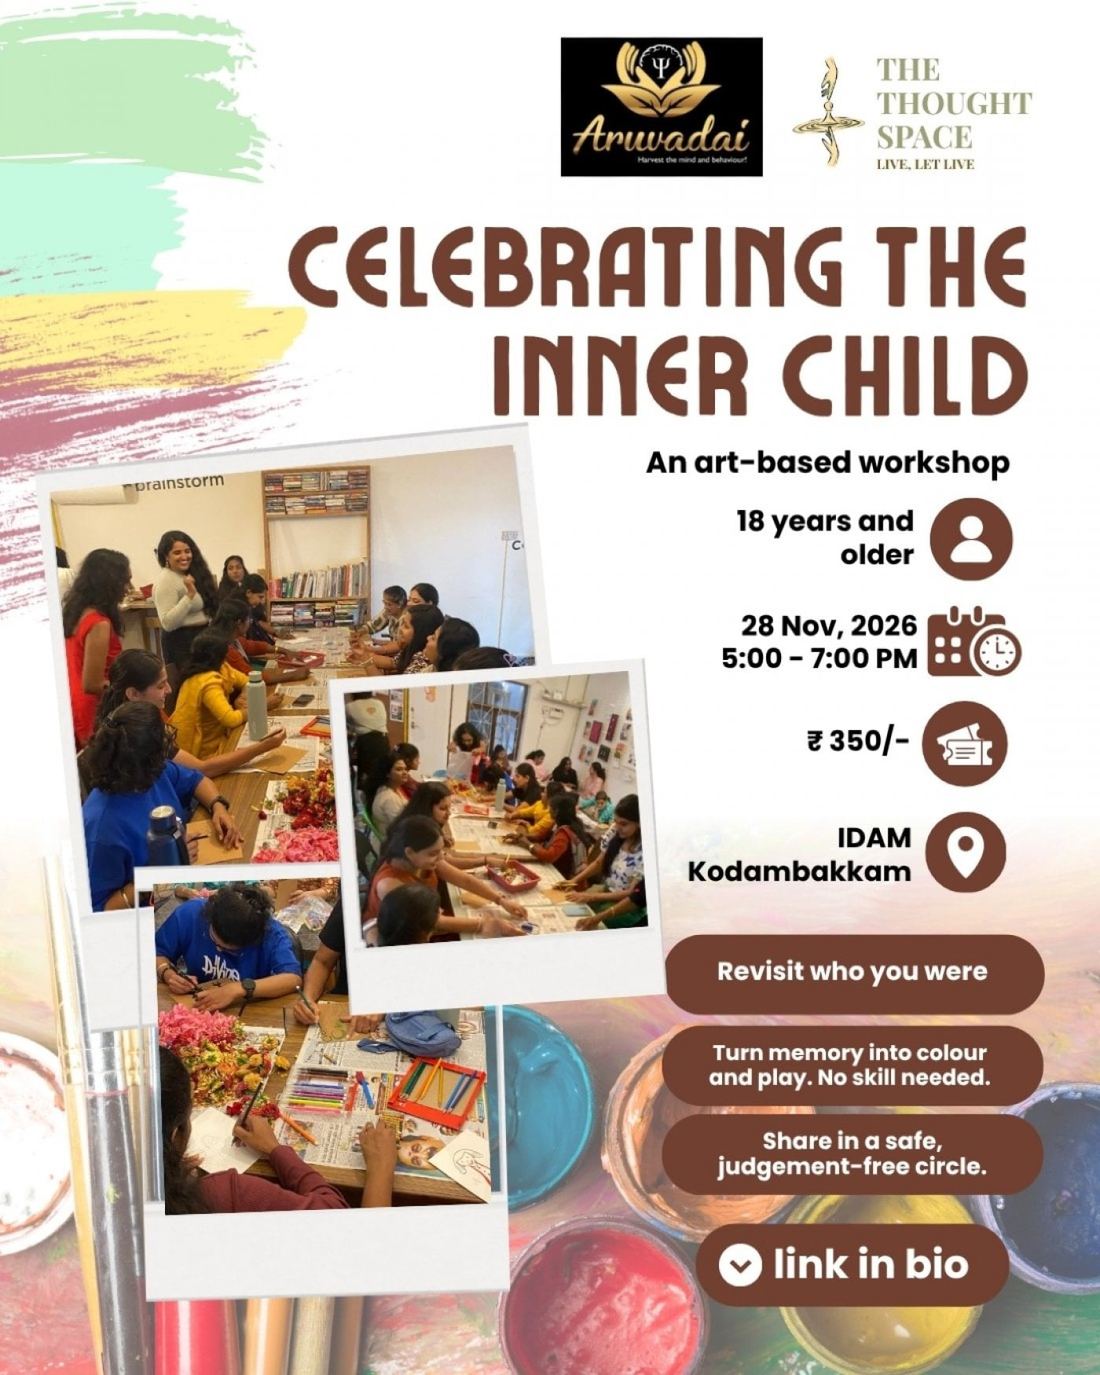 Aruvadai
Harvest the mind and behaviour!
THE
THOUGHT
SPACE
LIVE, LET LIVE
CELEBRATING THE
INNER CHILD
An art-based workshop
18 years and
older
28 Nov, 2026
5:00 – 7:00 PM
₹ 350/-
IDAM
Kodambakkam
brainstorm
Revisit who you were
Turn memory into colour
and play. No skill needed.
Share in a safe,
judgement-free circle.
link in bio